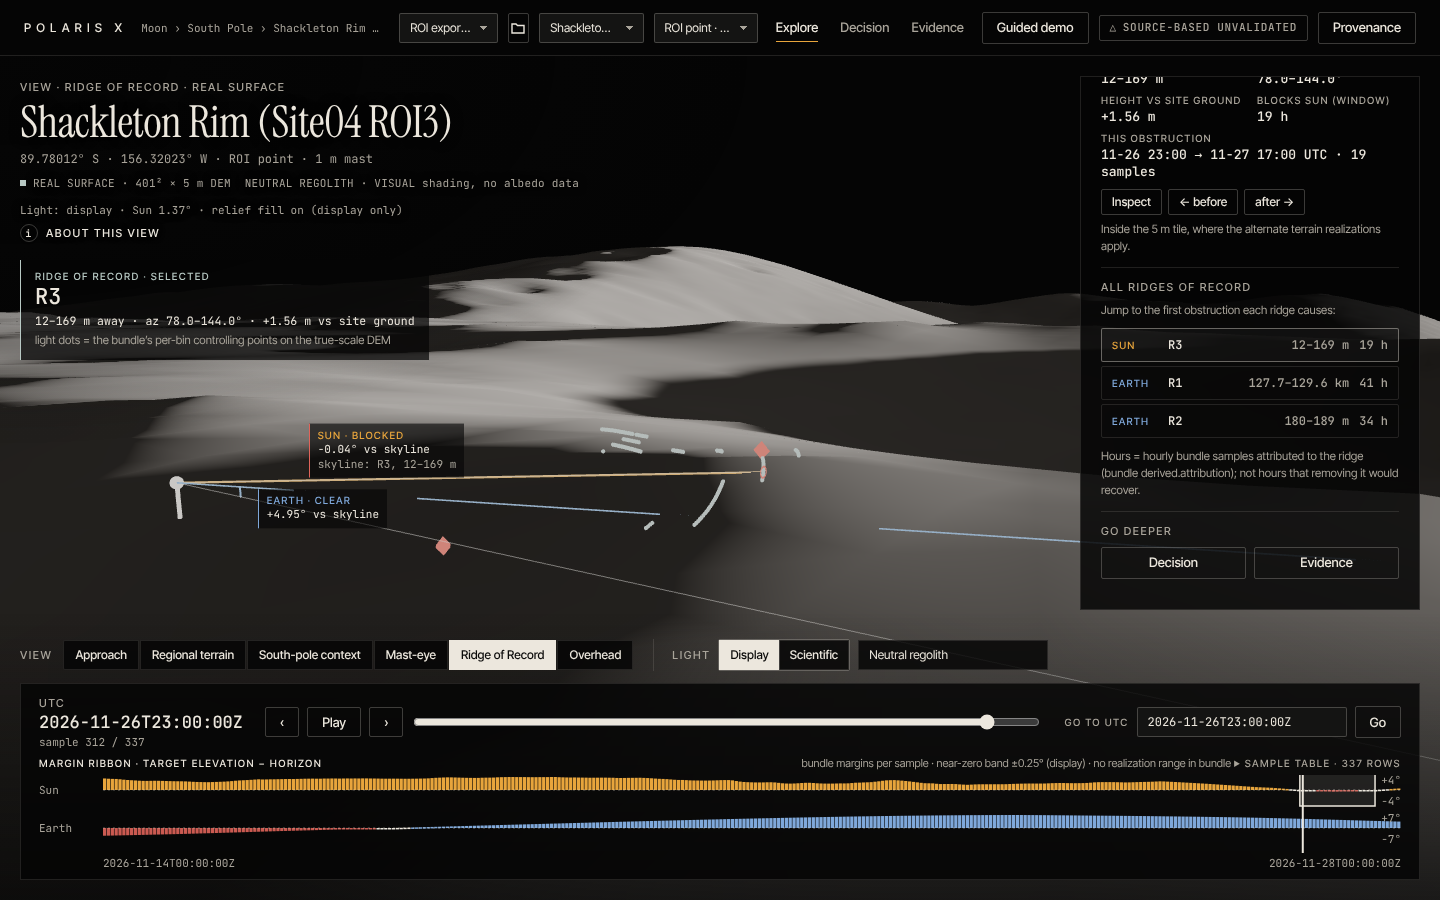 POLARIS X
Moon › South Pole › Shackleton Rim …
ROI expor…
Shackleto…
ROI point · …
Explore
Decision
Evidence
Guided demo
△ SOURCE-BASED UNVALIDATED
Provenance
VIEW · RIDGE OF RECORD · REAL SURFACE
Shackleton Rim (Site04 ROI3)
89.78012° S · 156.32023° W · ROI point · 1 m mast
REAL SURFACE · 401² × 5 m DEM NEUTRAL REGOLITH · VISUAL shading, no albedo data
Light: display · Sun 1.37° · relief fill on (display only)
i ABOUT THIS VIEW
RIDGE OF RECORD · SELECTED
R3
12–169 m away · az 78.0–144.0° · +1.56 m vs site ground
light dots = the bundle's per-bin controlling points on the true-scale DEM
SUN · BLOCKED
-0.04° vs skyline
skyline: R3, 12–169 m
EARTH · CLEAR
+4.95° vs skyline
12–169 m 78.0–144.0°
HEIGHT VS SITE GROUND BLOCKS SUN (WINDOW)
+1.56 m 19 h
THIS OBSTRUCTION
11-26 23:00 → 11-27 17:00 UTC · 19
samples
Inspect ← before after →
Inside the 5 m tile, where the alternate terrain realizations
apply.
ALL RIDGES OF RECORD
Jump to the first obstruction each ridge causes:
SUN R3 12–169 m 19 h
EARTH R1 127.7–129.6 km 41 h
EARTH R2 180–189 m 34 h
Hours = hourly bundle samples attributed to the ridge
(bundle derived.attribution); not hours that removing it would
recover.
GO DEEPER
Decision Evidence
VIEW Approach Regional terrain South-pole context Mast-eye Ridge of Record Overhead LIGHT Display Scientific Neutral regolith
UTC
2026-11-26T23:00:00Z
sample 312 / 337
‹ Play ›
GO TO UTC 2026-11-26T23:00:00Z Go
MARGIN RIBBON · TARGET ELEVATION − HORIZON
bundle margins per sample · near-zero band ±0.25° (display) · no realization range in bundle ▸ SAMPLE TABLE · 337 ROWS
Sun +4°
-4°
Earth +7°
-7°
2026-11-14T00:00:00Z 2026-11-28T00:00:00Z